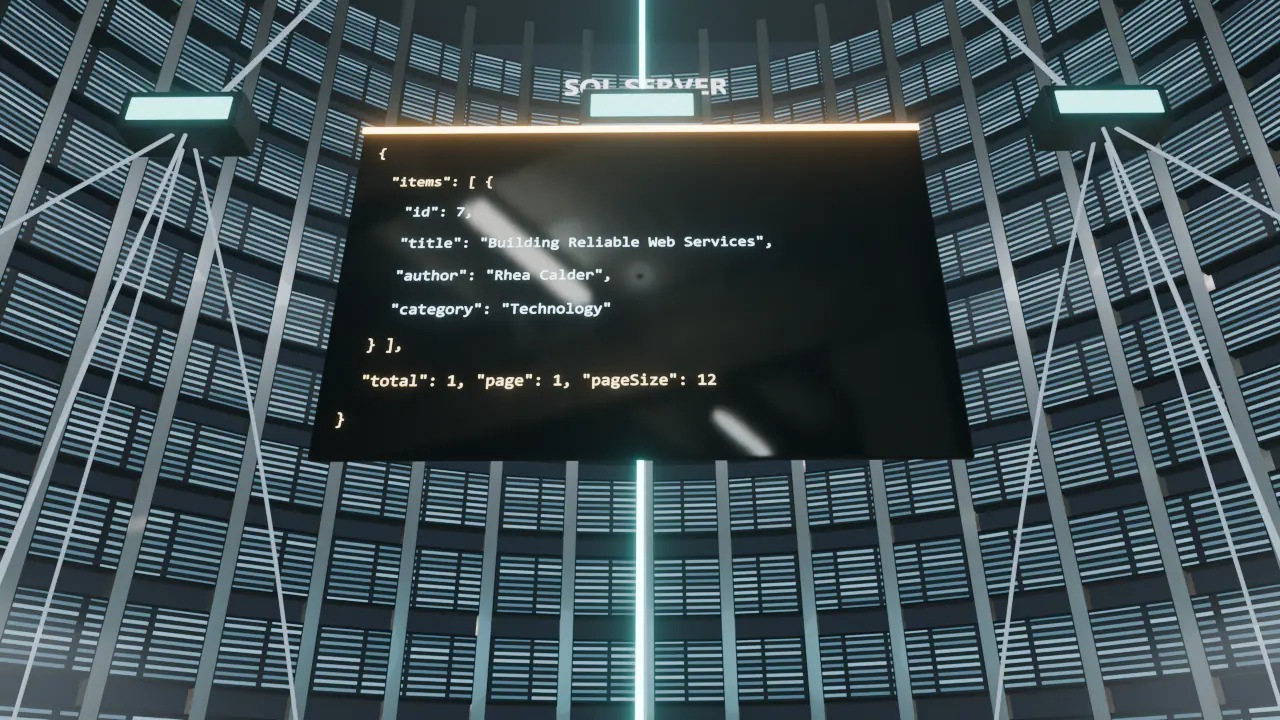 SQL SERVER
{
"items": [ {
"id": 7,
"title": "Building Reliable Web Services",
"author": "Rhea Calder",
"category": "Technology"
} ],
"total": 1, "page": 1, "pageSize": 12
}